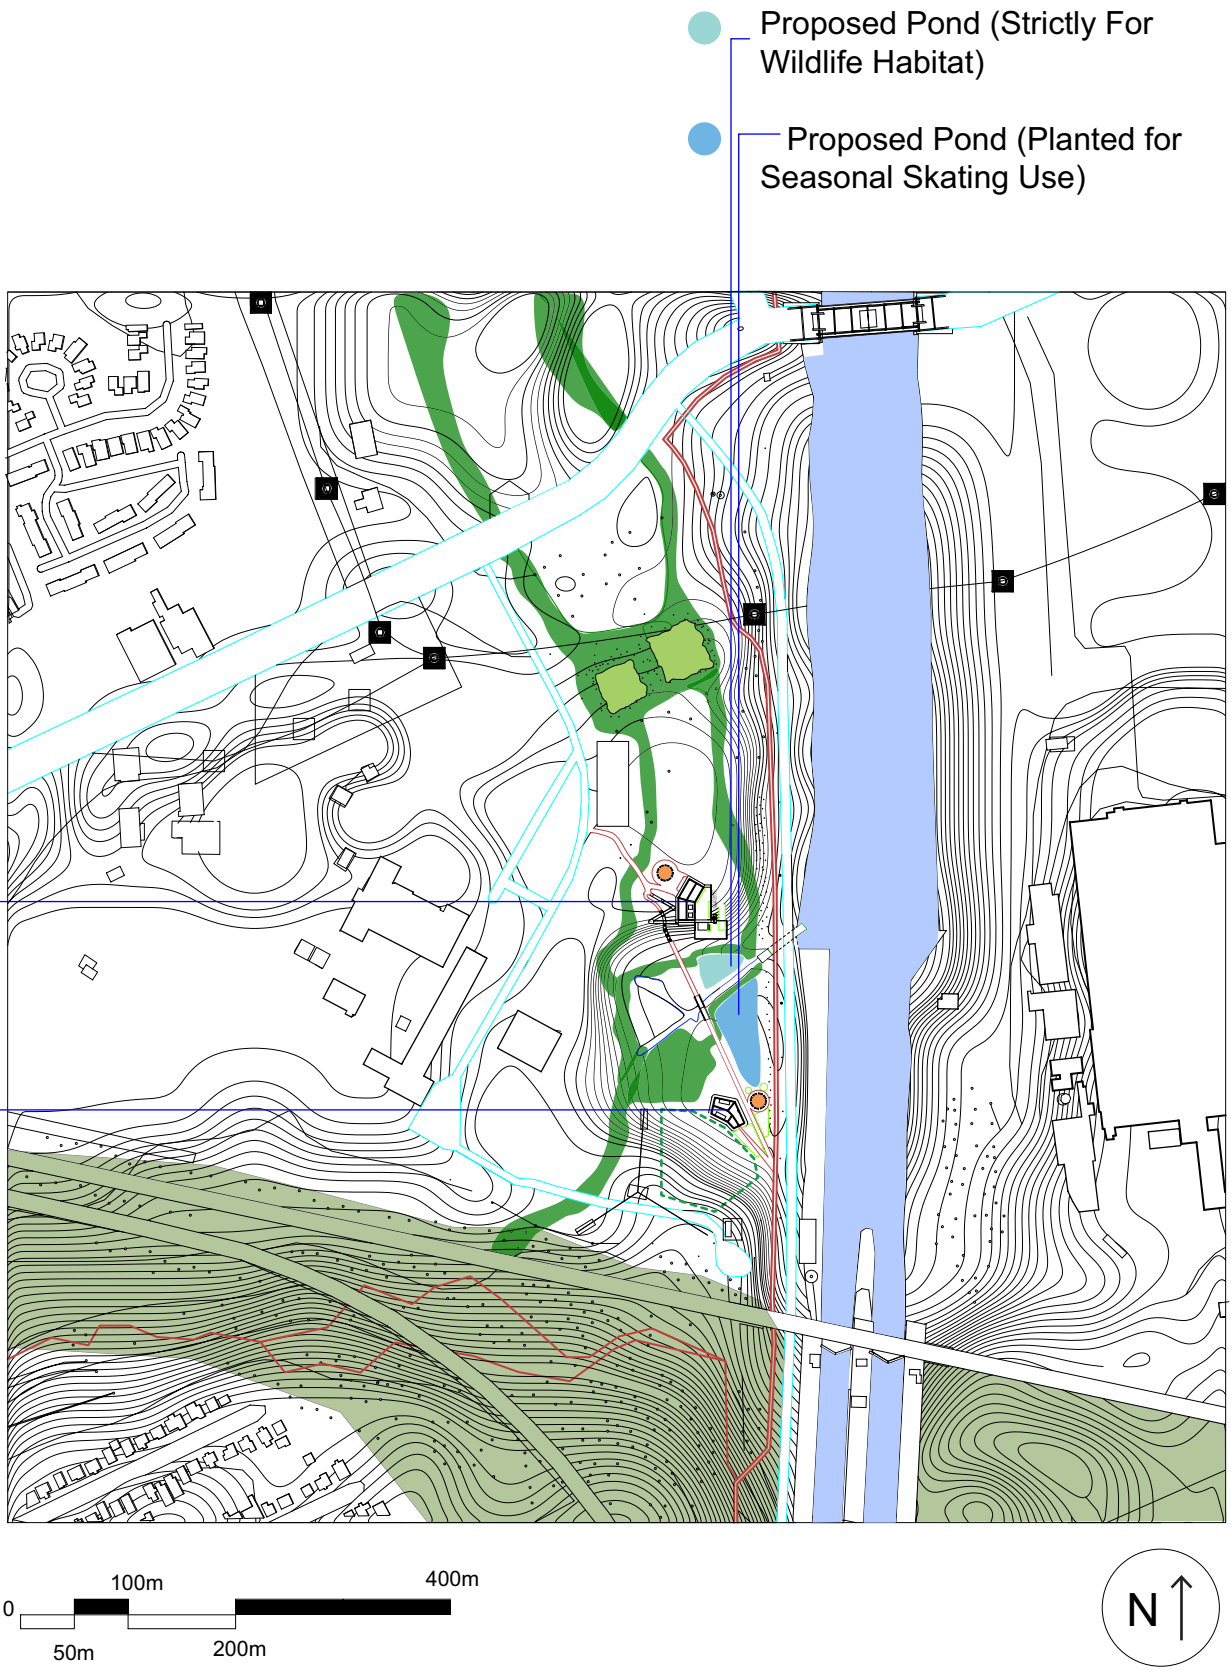 Proposed Pond (Strictly For
Wildlife Habitat)
Proposed Pond (Planted for
Seasonal Skating Use)
0
100m
400m
50m
200m
N